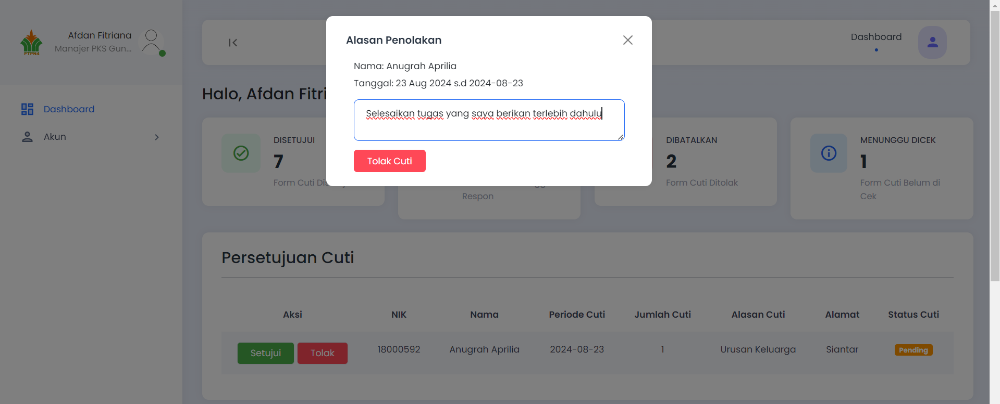 Afdan Fitriana
Manajer PKS Gun...
PTPN4
Dashboard
Akun
Dashboard
Halo, Afdan Fitri
Alasan Penolakan
Nama: Anugrah Aprilia
Tanggal: 23 Aug 2024 s.d 2024-08-23
Selesaikan tugas yang saya berikan terlebih dahulu
Tolak Cuti
DISETUJUI
7
Form Cuti Dis
Respon
DIBATALKAN
2
Form Cuti Ditolak
MENUNGGU DICEK
1
Form Cuti Belum di
Cek
Persetujuan Cuti
Aksi NIK Nama Periode Cuti Jumlah Cuti Alasan Cuti Alamat Status Cuti
Setujui Tolak 18000592 Anugrah Aprilia 2024-08-23 1 Urusan Keluarga Siantar Pending